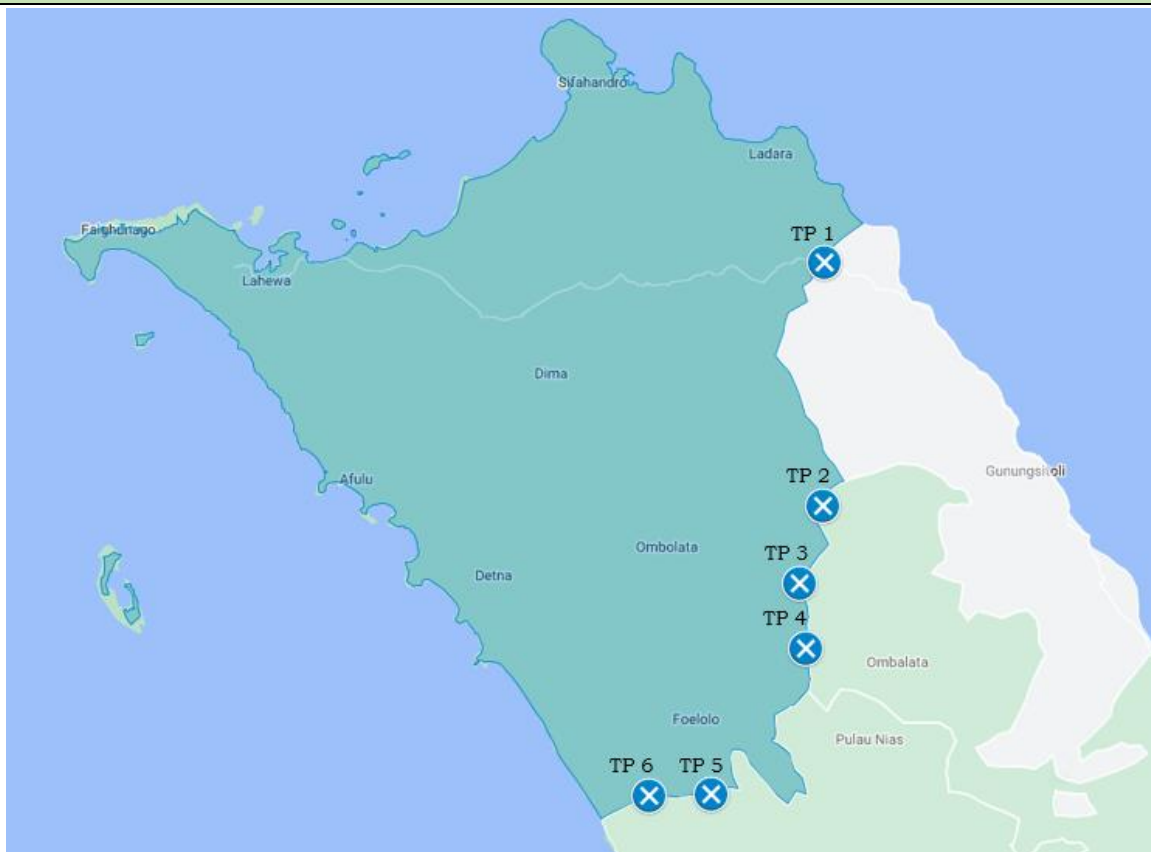 Sifahandro
Ladara
Faighunago
TP 1
Lahewa
Dima
Gunungsitoli
Afulu
TP 2
Ombolata
TP 3
Detna
TP 4
Ombalata
Foelolo
Pulau Nias
TP 6
TP 5